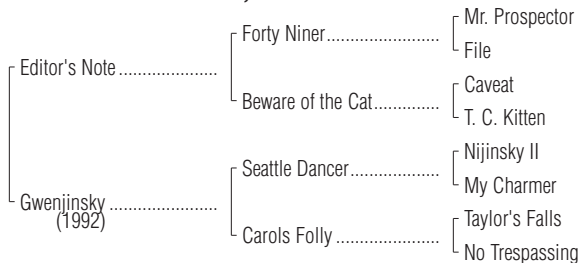 Mr. Prospector
Forty Niner
File
Editor's Note
Caveat
Beware of the Cat
T. C. Kitten
Nijinsky II
Seattle Dancer
My Charmer
Gwenjinsky
(1992)
Taylor's Falls
Carols Folly
No Trespassing